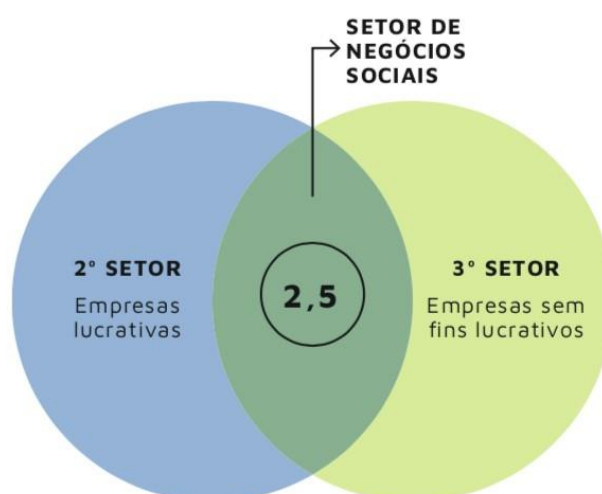 SETOR DE
NEGÓCIOS
SOCIAIS
2° SETOR
Empresas
lucrativas
2,5
3° SETOR
Empresas sem
fins lucrativos